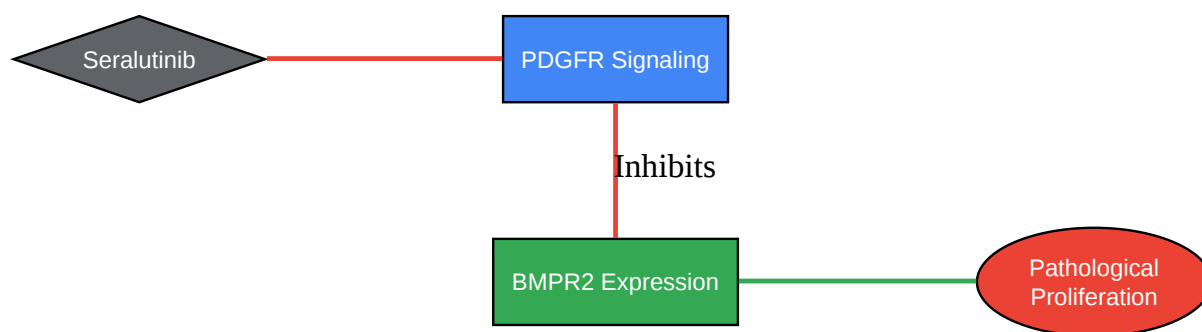 Seralutinib
PDGFR Signaling
Inhibits
BMPR2 Expression
Pathological
Proliferation